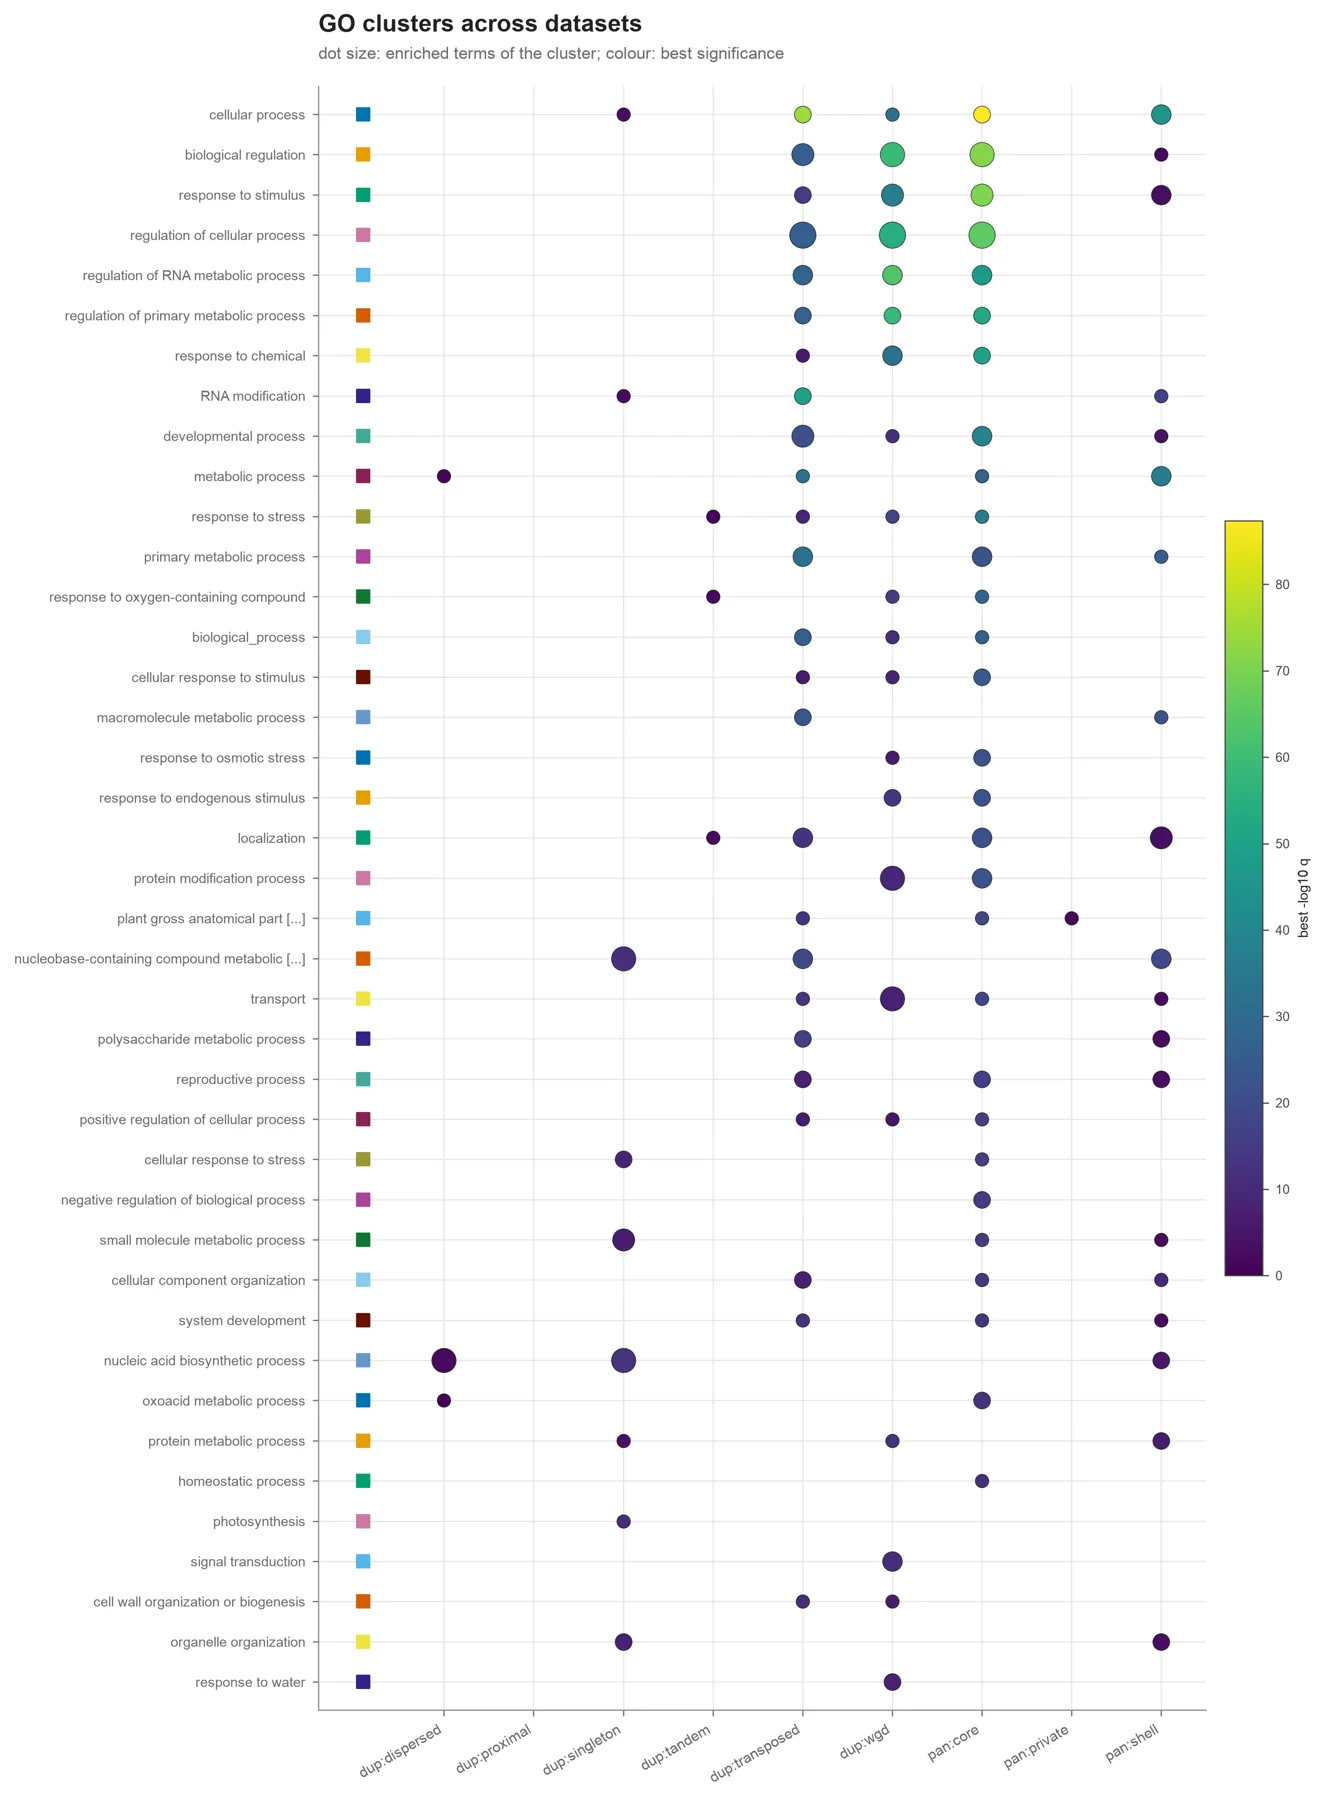 GO clusters across datasets
dot size: enriched terms of the cluster; colour: best significance
cellular process
biological regulation
response to stimulus
regulation of cellular process
regulation of RNA metabolic process
regulation of primary metabolic process
response to chemical
RNA modification
developmental process
metabolic process
response to stress
primary metabolic process
response to oxygen-containing compound
biological_process
cellular response to stimulus
macromolecule metabolic process
response to osmotic stress
response to endogenous stimulus
localization
protein modification process
plant gross anatomical part [...]
nucleobase-containing compound metabolic [...]
transport
polysaccharide metabolic process
reproductive process
positive regulation of cellular process
cellular response to stress
negative regulation of biological process
small molecule metabolic process
cellular component organization
system development
nucleic acid biosynthetic process
oxoacid metabolic process
protein metabolic process
homeostatic process
photosynthesis
signal transduction
cell wall organization or biogenesis
organelle organization
response to water
dup:dispersed
dup:proximal
dup:singleton
dup:tandem
dup:transposed
dup:wgd
pan:core
pan:private
pan:shell
80
70
60
50
40
30
20
10
0
best -log10 q